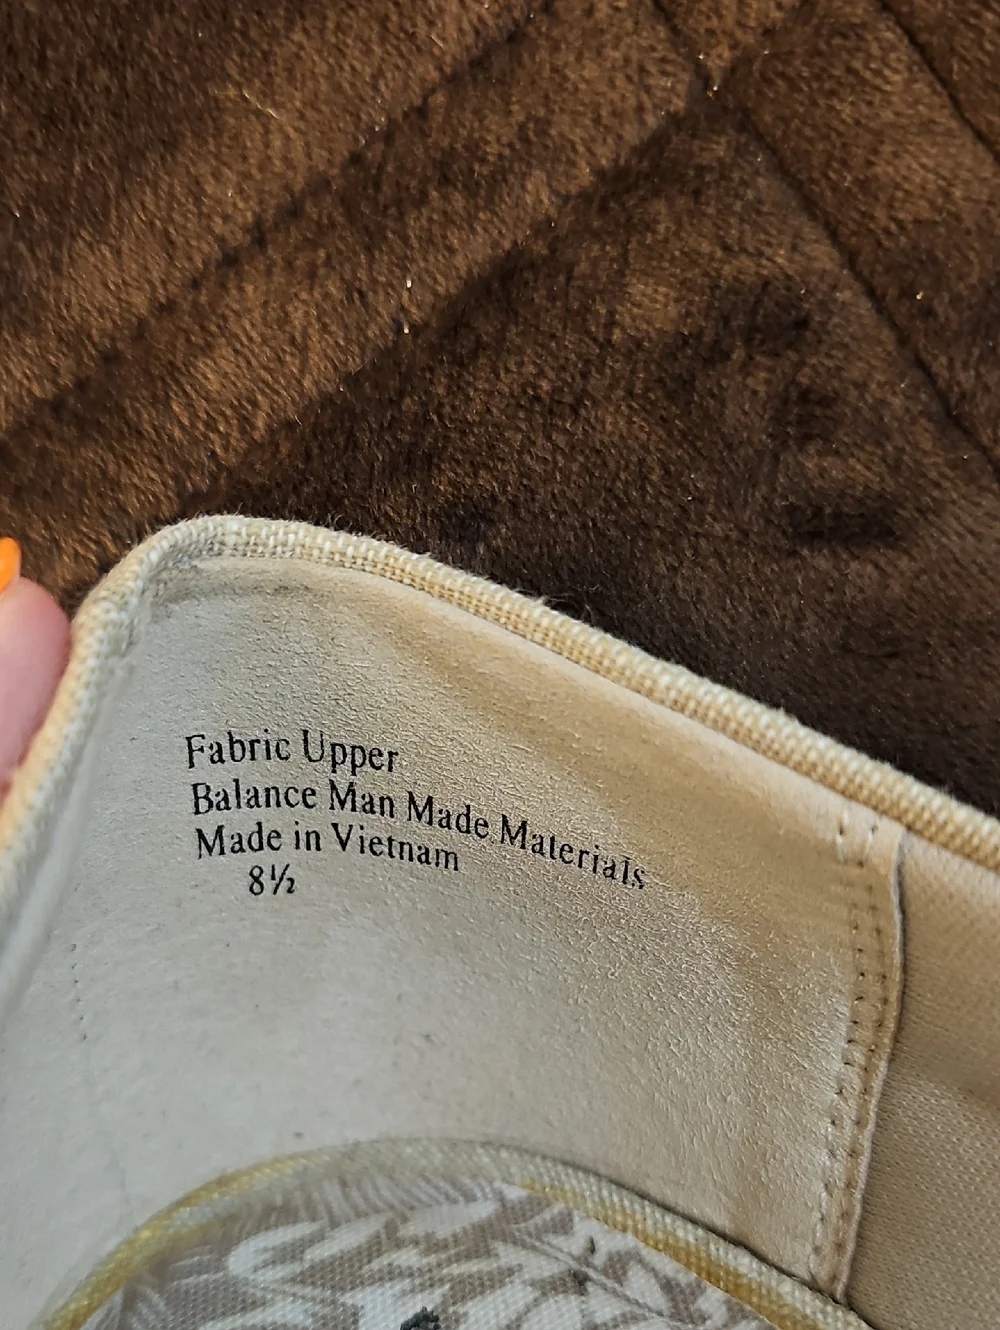 Fabric Upper
Balance Man Made Materials
Made in Vietnam
8½